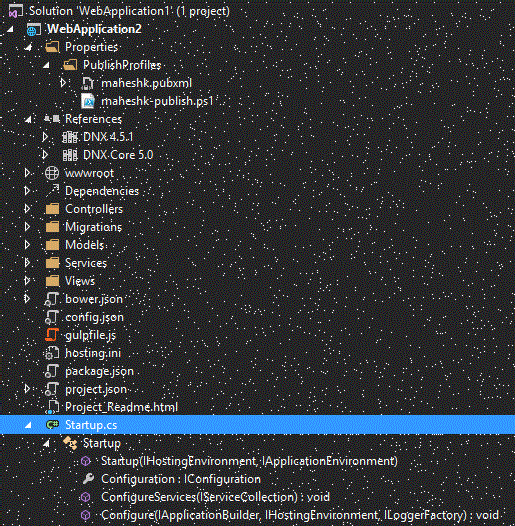 Solution 'WebApplication1' (1 project)
WebApplication2
Properties
PublishProfiles
maheshk.pubxml
maheshk-publish.ps1
References
DNX 4.5.1
DNX Core 5.0
wwwroot
Dependencies
Controllers
Migrations
Models
Services
Views
bower.json
config.json
gulpfile.js
hosting.ini
package.json
project.json
Project_Readme.html
Startup.cs
Startup
Startup(IHostingEnvironment, IApplicationEnvironment)
Configuration : IConfiguration
ConfigureServices(IServiceCollection) : void
Configure(IApplicationBuilder, IHostingEnvironment, ILoggerFactory) : void